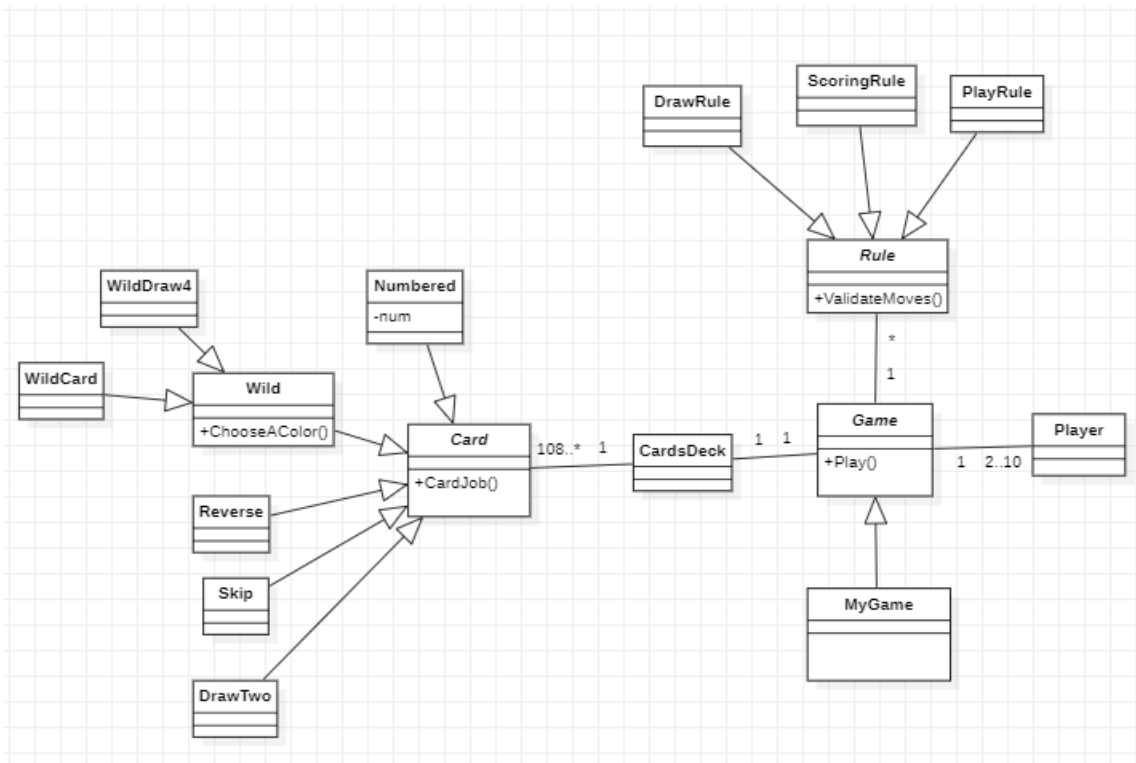 ScoringRule
DrawRule
PlayRule
Rule
+ValidateMoves()
WildDraw4
Numbered
-num
*
1
WildCard
Wild
+ChooseAColor()
Card
+CardJob()
108..*
1
CardsDeck
1
1
Game
+Play()
1
2..10
Player
Reverse
Skip
DrawTwo
MyGame